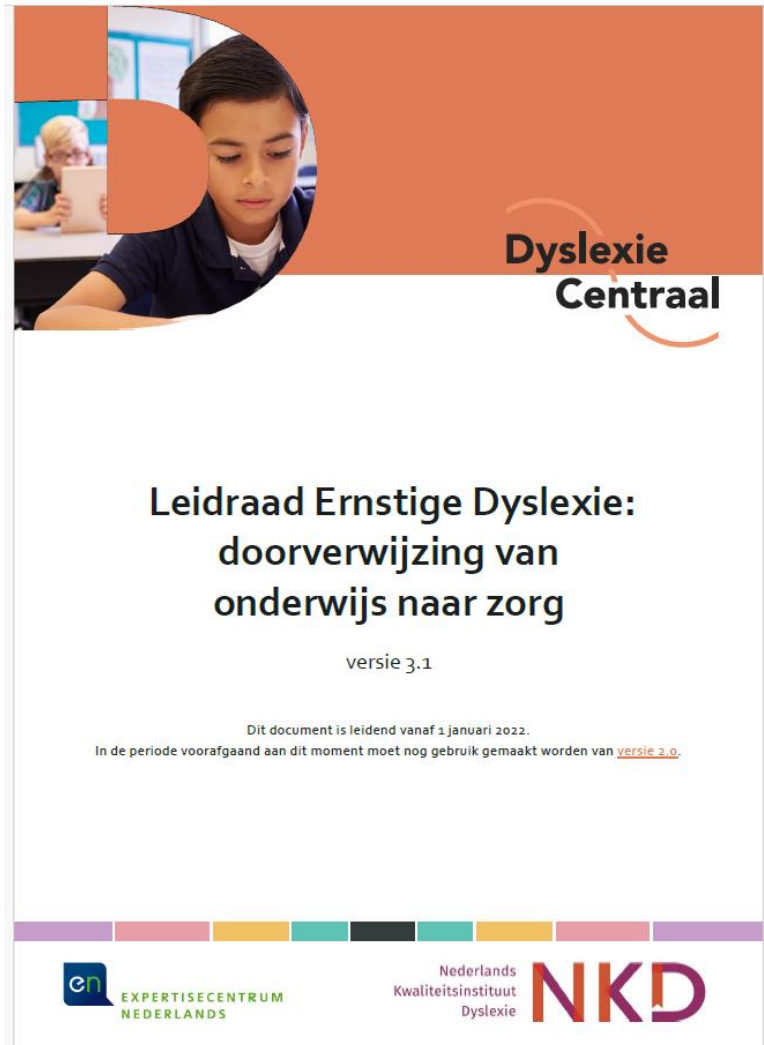 Dyslexie
Centraal
Leidraad Ernstige Dyslexie:
doorverwijzing van
onderwijs naar zorg
versie 3.1
Dit document is leidend vanaf 1 januari 2022.
In de periode voorafgaand aan dit moment moet nog gebruik gemaakt worden van versie 2.0.
en
EXPERTISECENTRUM
NEDERLANDS
Nederlands
Kwaliteitsinstituut
Dyslexie
NKD